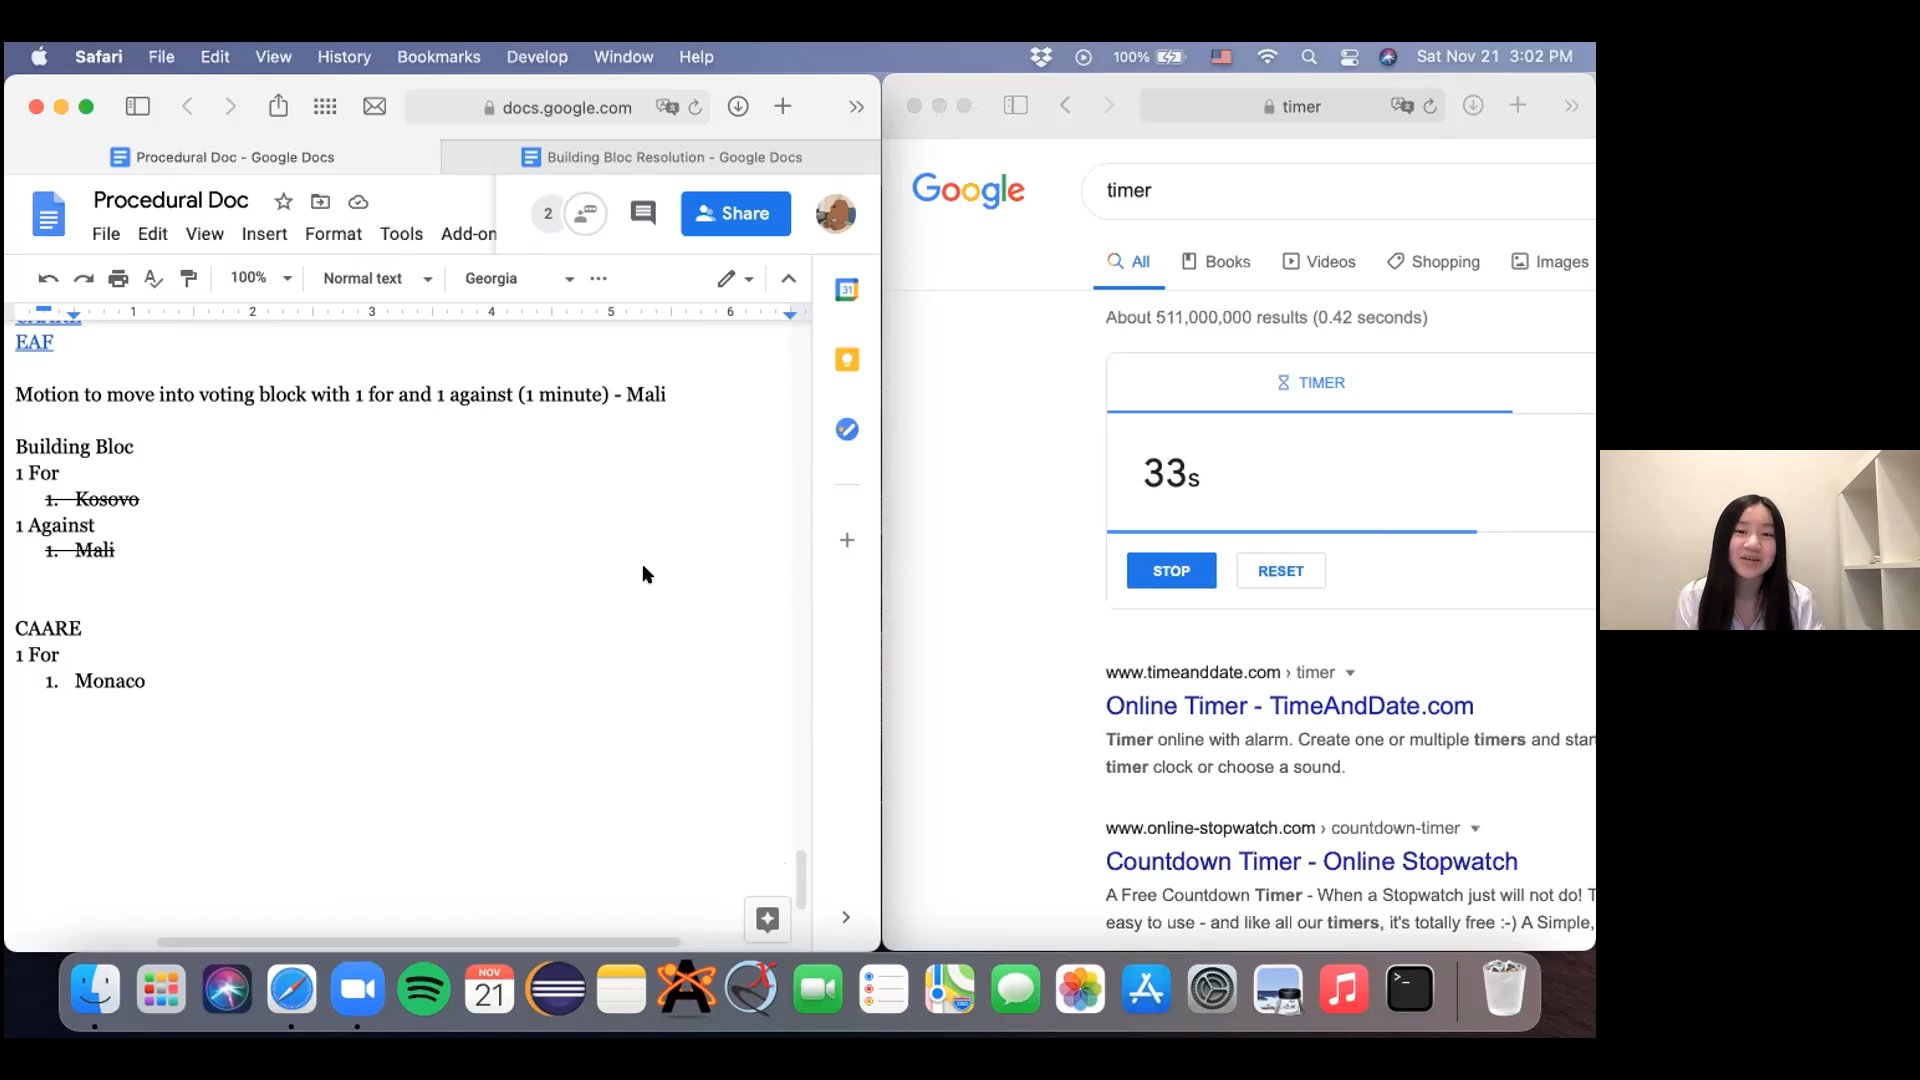 Safari File Edit View History Bookmarks Develop Window Help 100% Sat Nov 21 3:02 PM
docs.google.com
Procedural Doc - Google Docs
Building Bloc Resolution - Google Docs
Procedural Doc
2
Share
File Edit View Insert Format Tools Add-on
100% Normal text Georgia
1 2 3 4 5 6
31
EAF
Motion to move into voting block with 1 for and 1 against (1 minute) - Mali
Building Bloc
1 For
1. Kosovo
1 Against
1. Mali
CAARE
1 For
1. Monaco
timer
Google
timer
All Books Videos Shopping Images
About 511,000,000 results (0.42 seconds)
TIMER
33s
STOP RESET
www.timeanddate.com › timer
Online Timer - TimeAndDate.com
Timer online with alarm. Create one or multiple timers and star
timer clock or choose a sound.
www.online-stopwatch.com › countdown-timer
Countdown Timer - Online Stopwatch
A Free Countdown Timer - When a Stopwatch just will not do! T
easy to use - and like all our timers, it's totally free :-) A Simple,
NOV
21